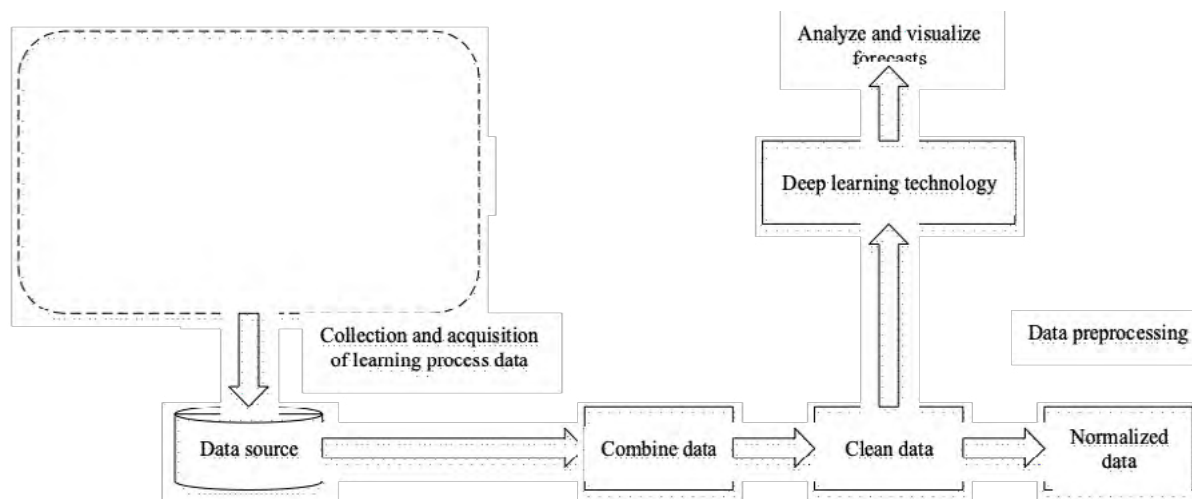 Analyze and visualize
forecasts
Deep learning technology
Collection and acquisition
of learning process data
Data preprocessing
Data source
Combine data
Clean data
Normalized
data